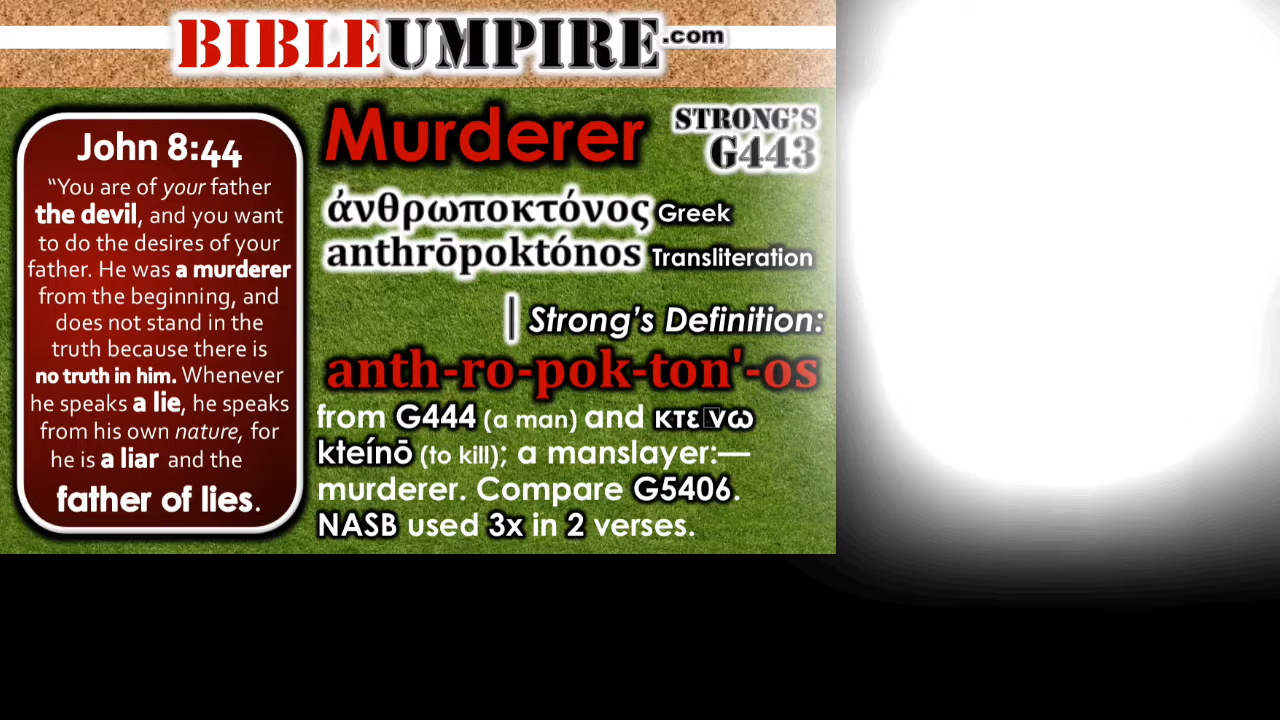 BIBLEUMPIRE.com
John 8:44
“You are of your father
the devil, and you want
to do the desires of your
father. He was a murderer
from the beginning, and
does not stand in the
truth because there is
no truth in him. Whenever
he speaks a lie, he speaks
from his own nature, for
he is a liar and the
father of lies.
Murderer
STRONG’S
G443
ἀνθρωποκτόνος Greek
anthrōpoktónos Transliteration
| Strong’s Definition:
anth-ro-pok-ton'-os
from G444 (a man) and κτε νω
kteínō (to kill); a manslayer:—
murderer. Compare G5406.
NASB used 3x in 2 verses.